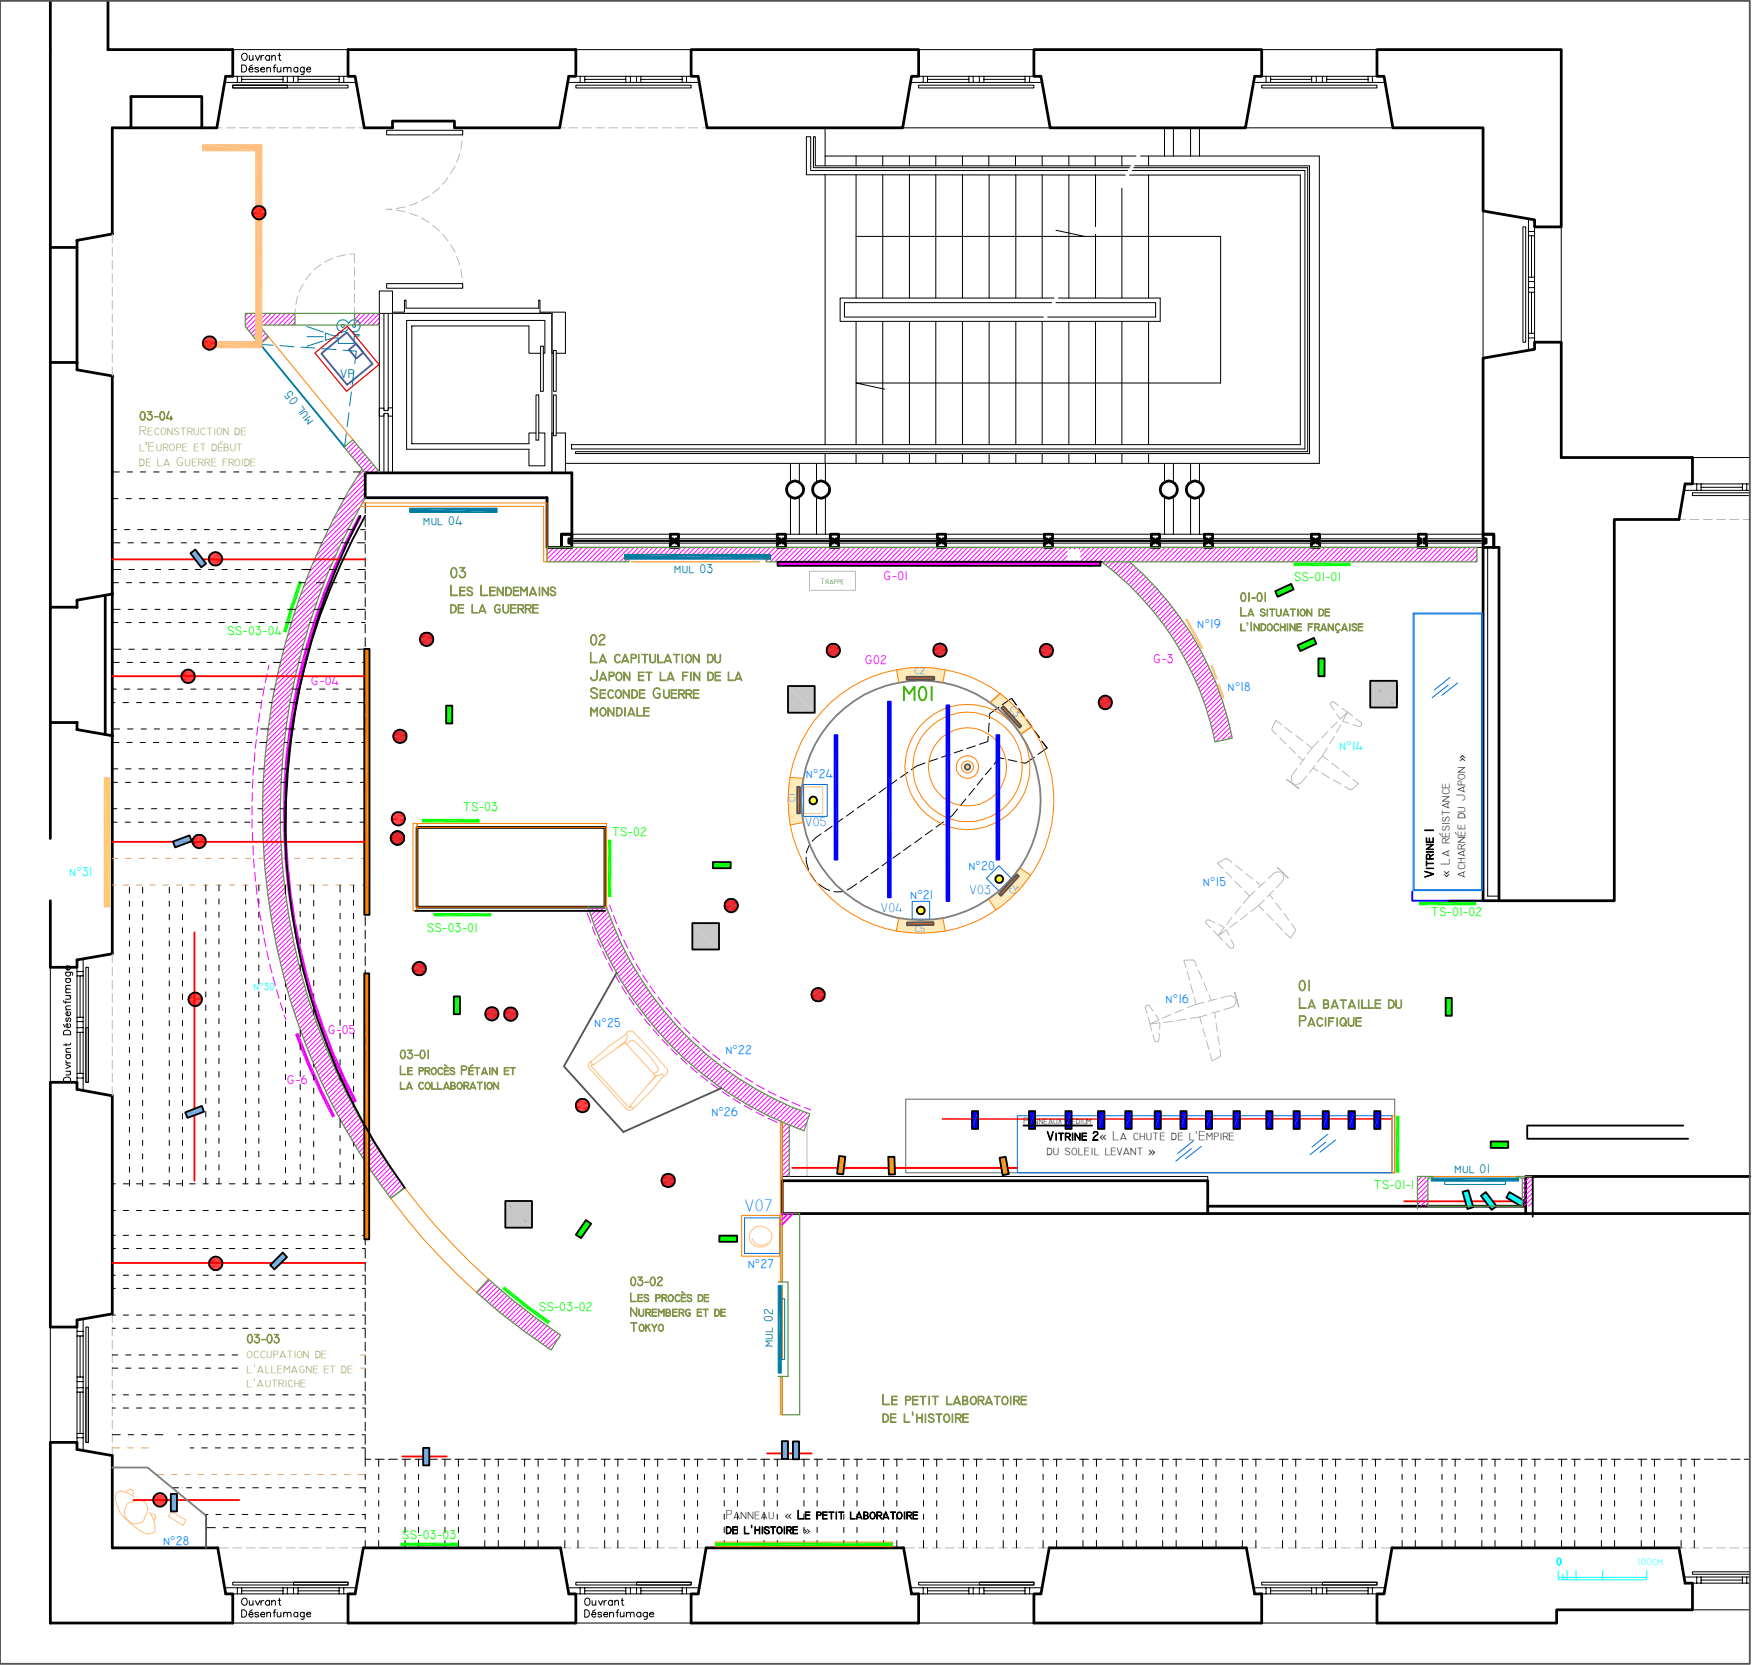 Ouvrant
Désenfumage
VP
MUL 05
03-04
Reconstruction de
l'Europe et début
de la Guerre froide
MUL 04
MUL 03
Trappe
G-01
SS-01-01
03
Les Lendemains
de la guerre
01-01
La situation de
l'Indochine française
SS-03-04
02
La capitulation du
Japon et la fin de la
Seconde Guerre
mondiale
G02
C2
M01
G-3
N°19
N°18
G-04
N°14
N°24
V05
TS-03
TS-02
N°20
V03
N°21
V04
C5
N°15
Vitrine 1
« La résistance
acharnée du Japon »
TS-01-02
N°31
SS-03-01
Ouvrant Désenfumage
N°30
G-05
G-6
N°25
N°22
N°26
N°16
01
La bataille du
Pacifique
03-01
Le procès Pétain et
la collaboration
Vitrine 2 « La chute de l'Empire
du soleil levant »
TS-01-1
MUL 01
V07
N°27
SS-03-02
03-02
Les procès de
Nuremberg et de
Tokyo
MUL 02
03-03
occupation de
l'allemagne et de
l'autriche
Le petit laboratoire
de l'histoire
Panneau « Le petit laboratoire
de l'histoire »
SS-03-03
N°28
0
100cm
Ouvrant
Désenfumage
Ouvrant
Désenfumage